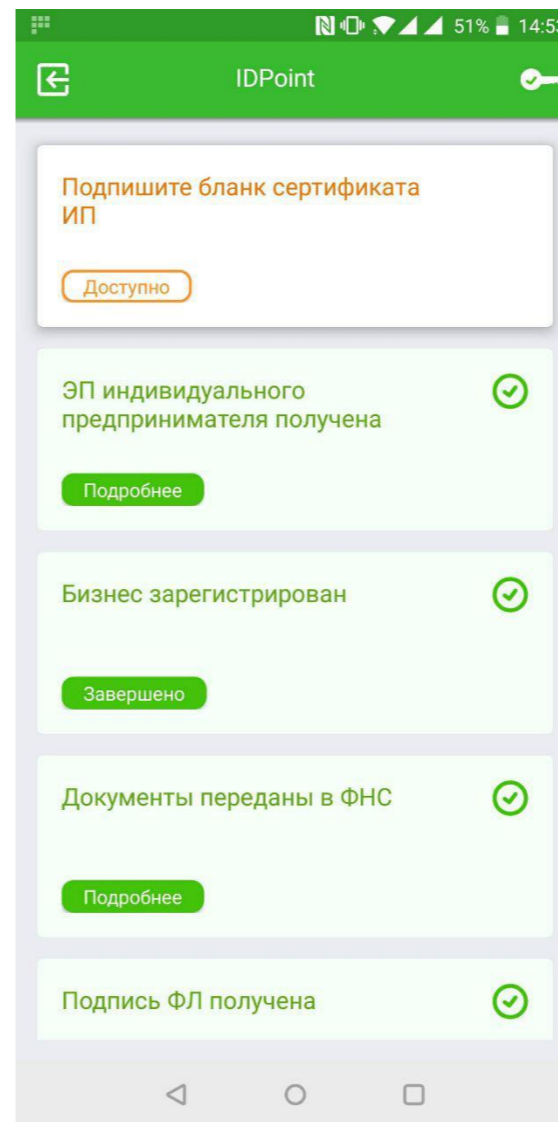 51% 14:53
IDPoint
Подпишите бланк сертификата
ИП
Доступно
ЭП индивидуального
предпринимателя получена
Подробнее
Бизнес зарегистрирован
Завершено
Документы переданы в ФНС
Подробнее
Подпись ФЛ получена